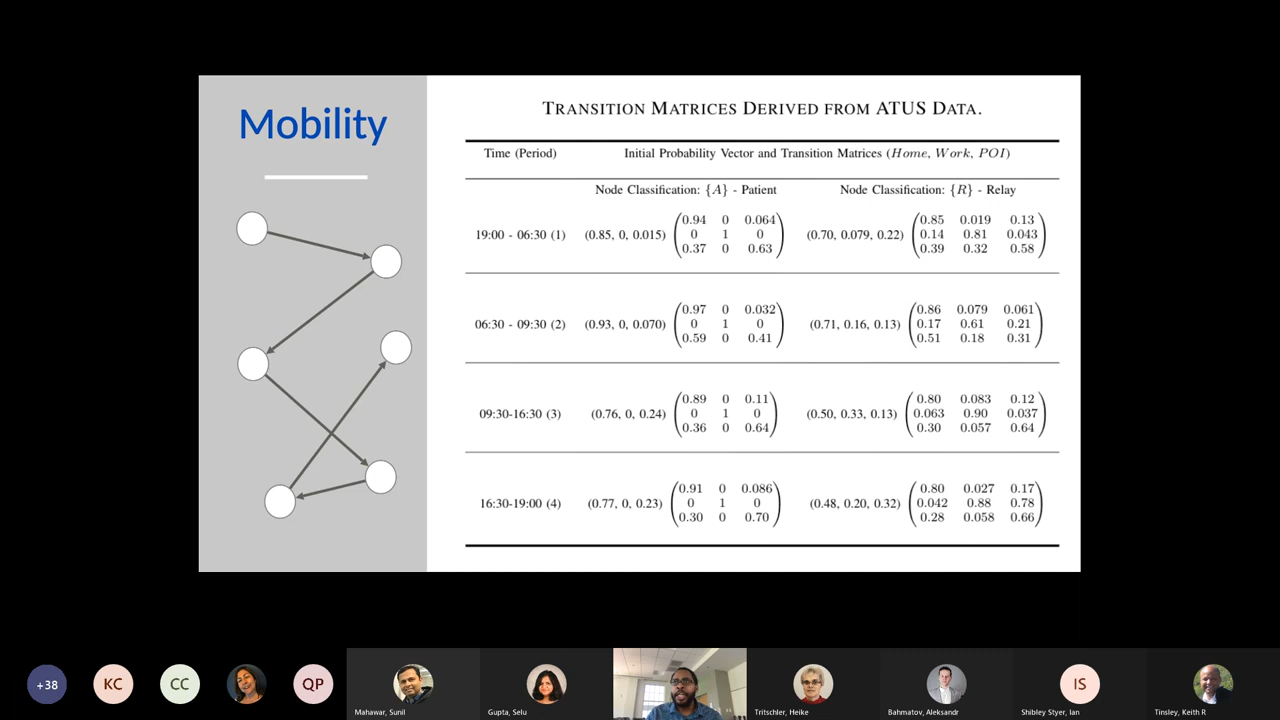 Mobility
TRANSITION MATRICES DERIVED FROM ATUS DATA.
Time (Period) Initial Probability Vector and Transition Matrices (Home, Work, POI)
Node Classification: {A} - Patient Node Classification: {R} - Relay
0.94 0 0.064 0.85 0.019 0.13
19:00 - 06:30 (1) (0.85, 0, 0.015) 0 1 0 (0.70, 0.079, 0.22) 0.14 0.81 0.043
0.37 0 0.63 0.39 0.32 0.58
0.97 0 0.032 0.86 0.079 0.061
06:30 - 09:30 (2) (0.93, 0, 0.070) 0 1 0 (0.71, 0.16, 0.13) 0.17 0.61 0.21
0.59 0 0.41 0.51 0.18 0.31
0.89 0 0.11 0.80 0.083 0.12
09:30-16:30 (3) (0.76, 0, 0.24) 0 1 0 (0.50, 0.33, 0.13) 0.063 0.90 0.037
0.36 0 0.64 0.30 0.057 0.64
0.91 0 0.086 0.80 0.027 0.17
16:30-19:00 (4) (0.77, 0, 0.23) 0 1 0 (0.48, 0.20, 0.32) 0.042 0.88 0.78
0.30 0 0.70 0.28 0.058 0.66
+38 KC CC QP IS
Mahawar, Sunil Gupta, Selu Tritschler, Heike Bahmatov, Aleksandr Shibley Styer, Ian Tinsley, Keith R